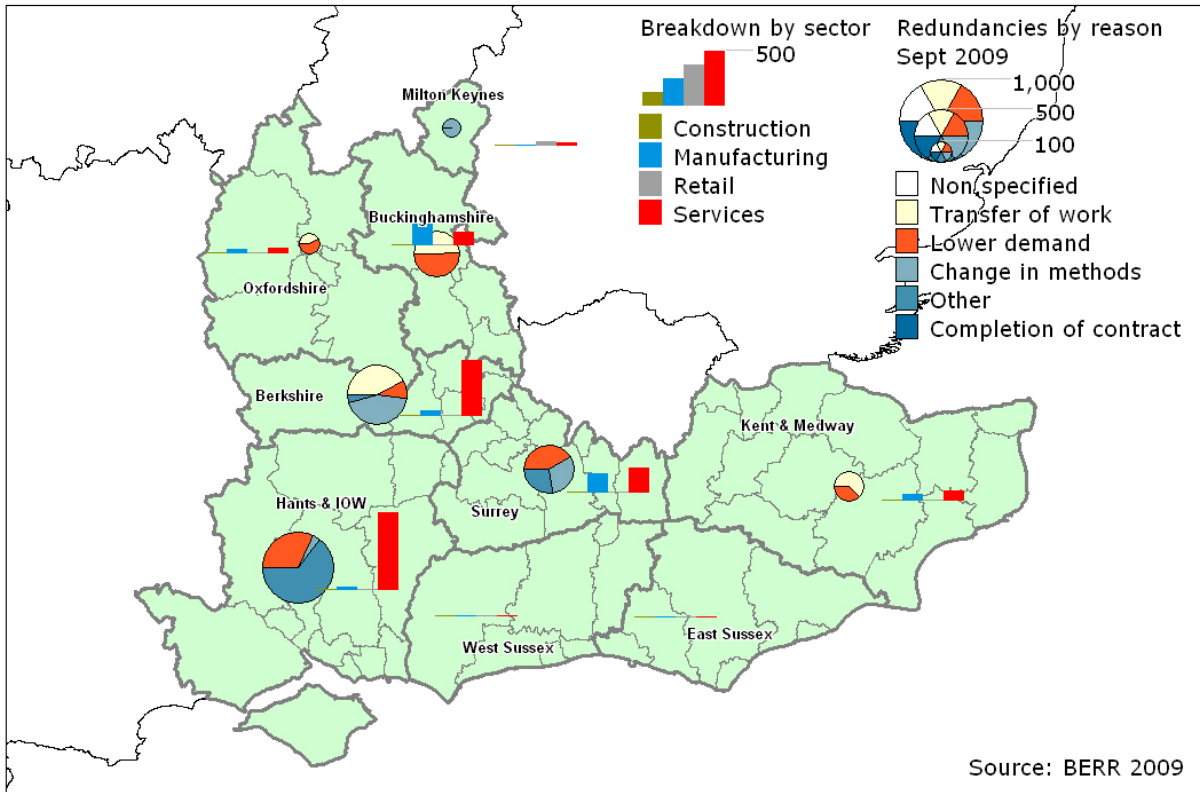 Breakdown by sector
500
Construction
Manufacturing
Retail
Services
Redundancies by reason
Sept 2009
1,000
500
100
Non specified
Transfer of work
Lower demand
Change in methods
Other
Completion of contract
Milton Keynes
Buckinghamshire
Oxfordshire
Berkshire
Kent & Medway
Hants & IOW
Surrey
West Sussex
East Sussex
Source: BERR 2009